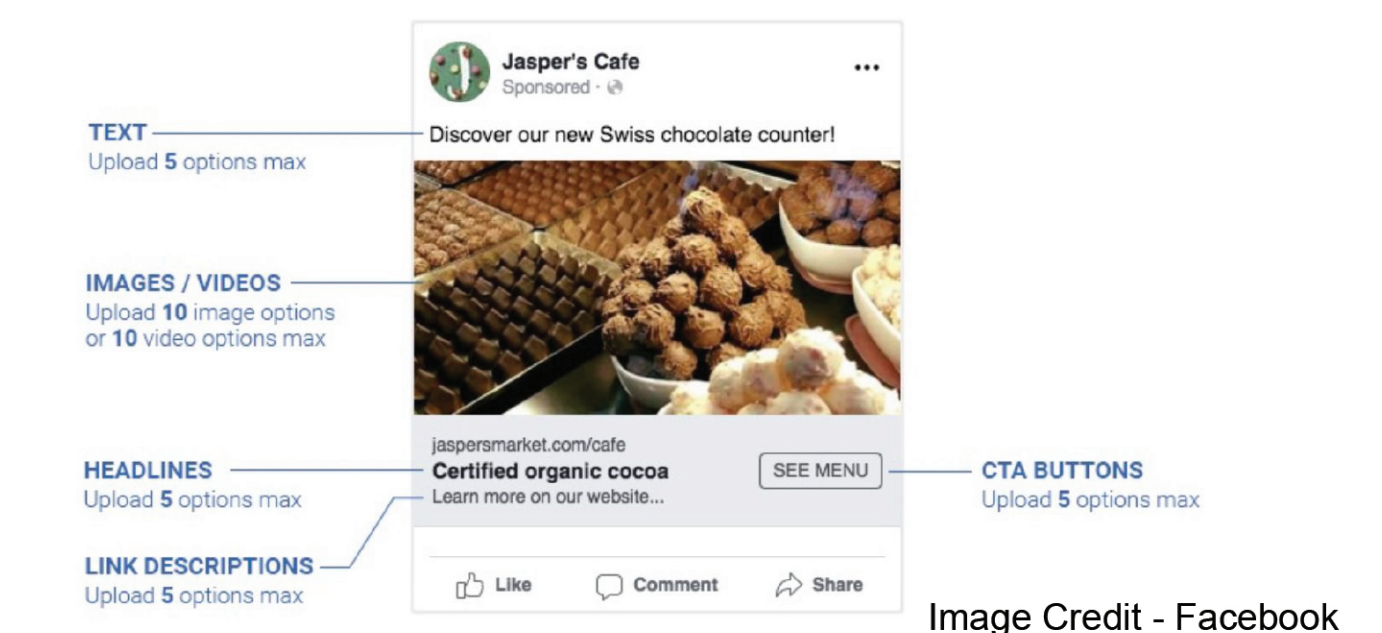 Jasper's Cafe
Sponsored ·
TEXT
Upload 5 options max
Discover our new Swiss chocolate counter!
IMAGES / VIDEOS
Upload 10 image options
or 10 video options max
jaspersmarket.com/cafe
HEADLINES
Upload 5 options max
Certified organic cocoa
Learn more on our website...
SEE MENU
CTA BUTTONS
Upload 5 options max
LINK DESCRIPTIONS
Upload 5 options max
Like
Comment
Share
Image Credit - Facebook